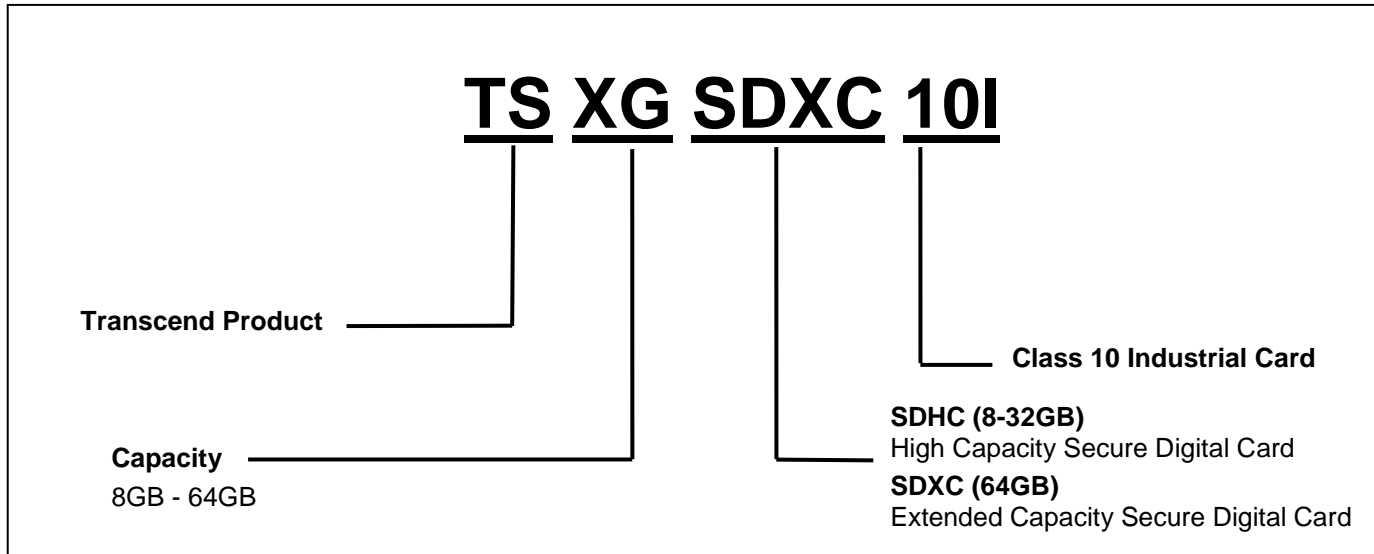 TS XG SDXC 10I
Transcend Product
Class 10 Industrial Card
SDHC (8-32GB)
High Capacity Secure Digital Card
SDXC (64GB)
Extended Capacity Secure Digital Card
Capacity
8GB - 64GB